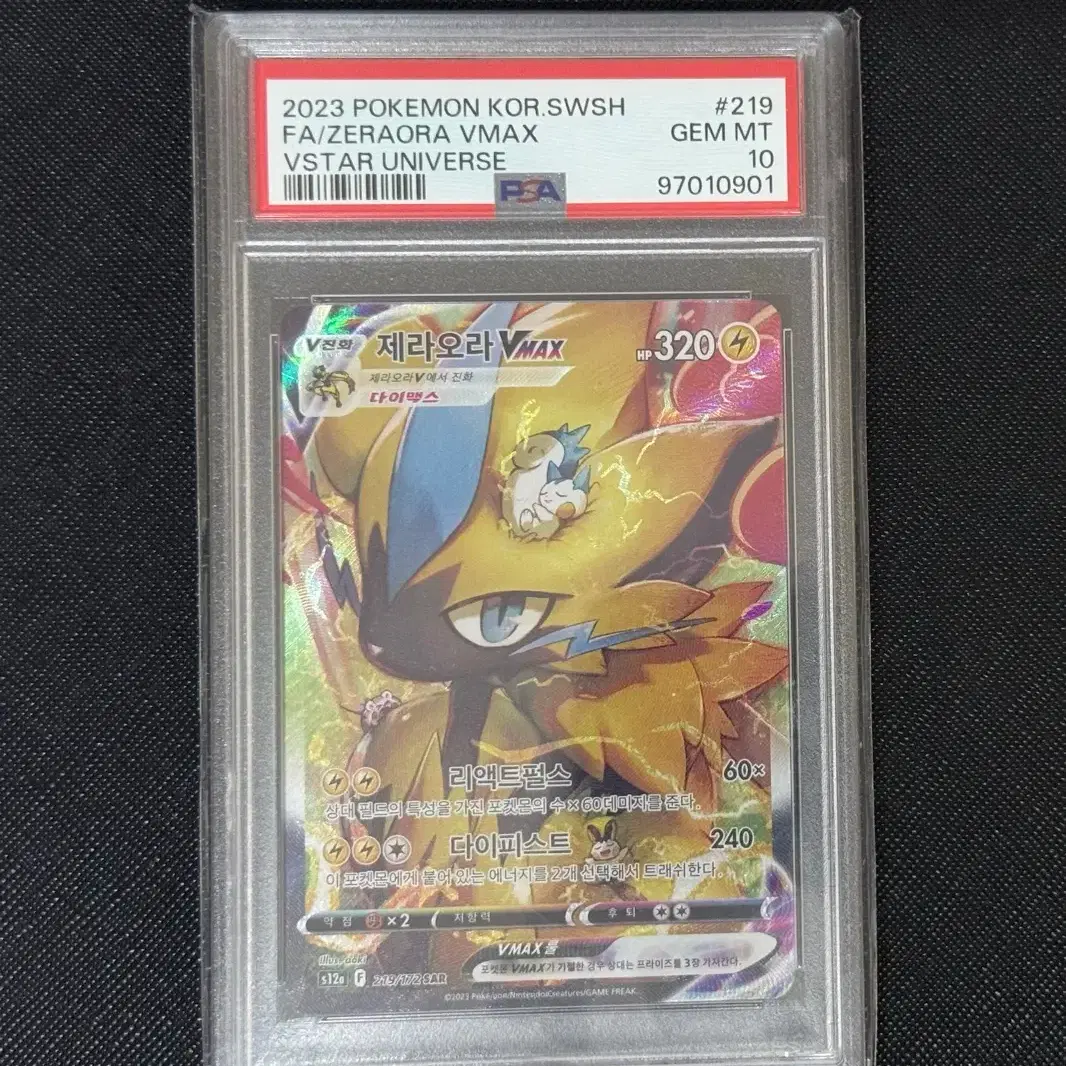 2023 POKEMON KOR.SWSH #219
FA/ZERAORA VMAX GEM MT
VSTAR UNIVERSE 10
PSA 97010901
V진화 제라오라 VMAX HP 320
제라오라V에서 진화
다이맥스
리액트펄스 60×
상대 필드의 특성을 가진 포켓몬의 수×60데미지를 준다.
다이피스트 240
이 포켓몬에게 붙어 있는 에너지를 2개 선택해서 트래쉬한다.
약점 ×2 저항력 후퇴
VMAX룰
포켓몬 VMAX가 기절한 경우 상대는 프라이즈를 3장 가져간다.
Illus.
s12a F 219/172 SAR
©2023 Pokémon/Nintendo/Creatures/GAME FREAK.